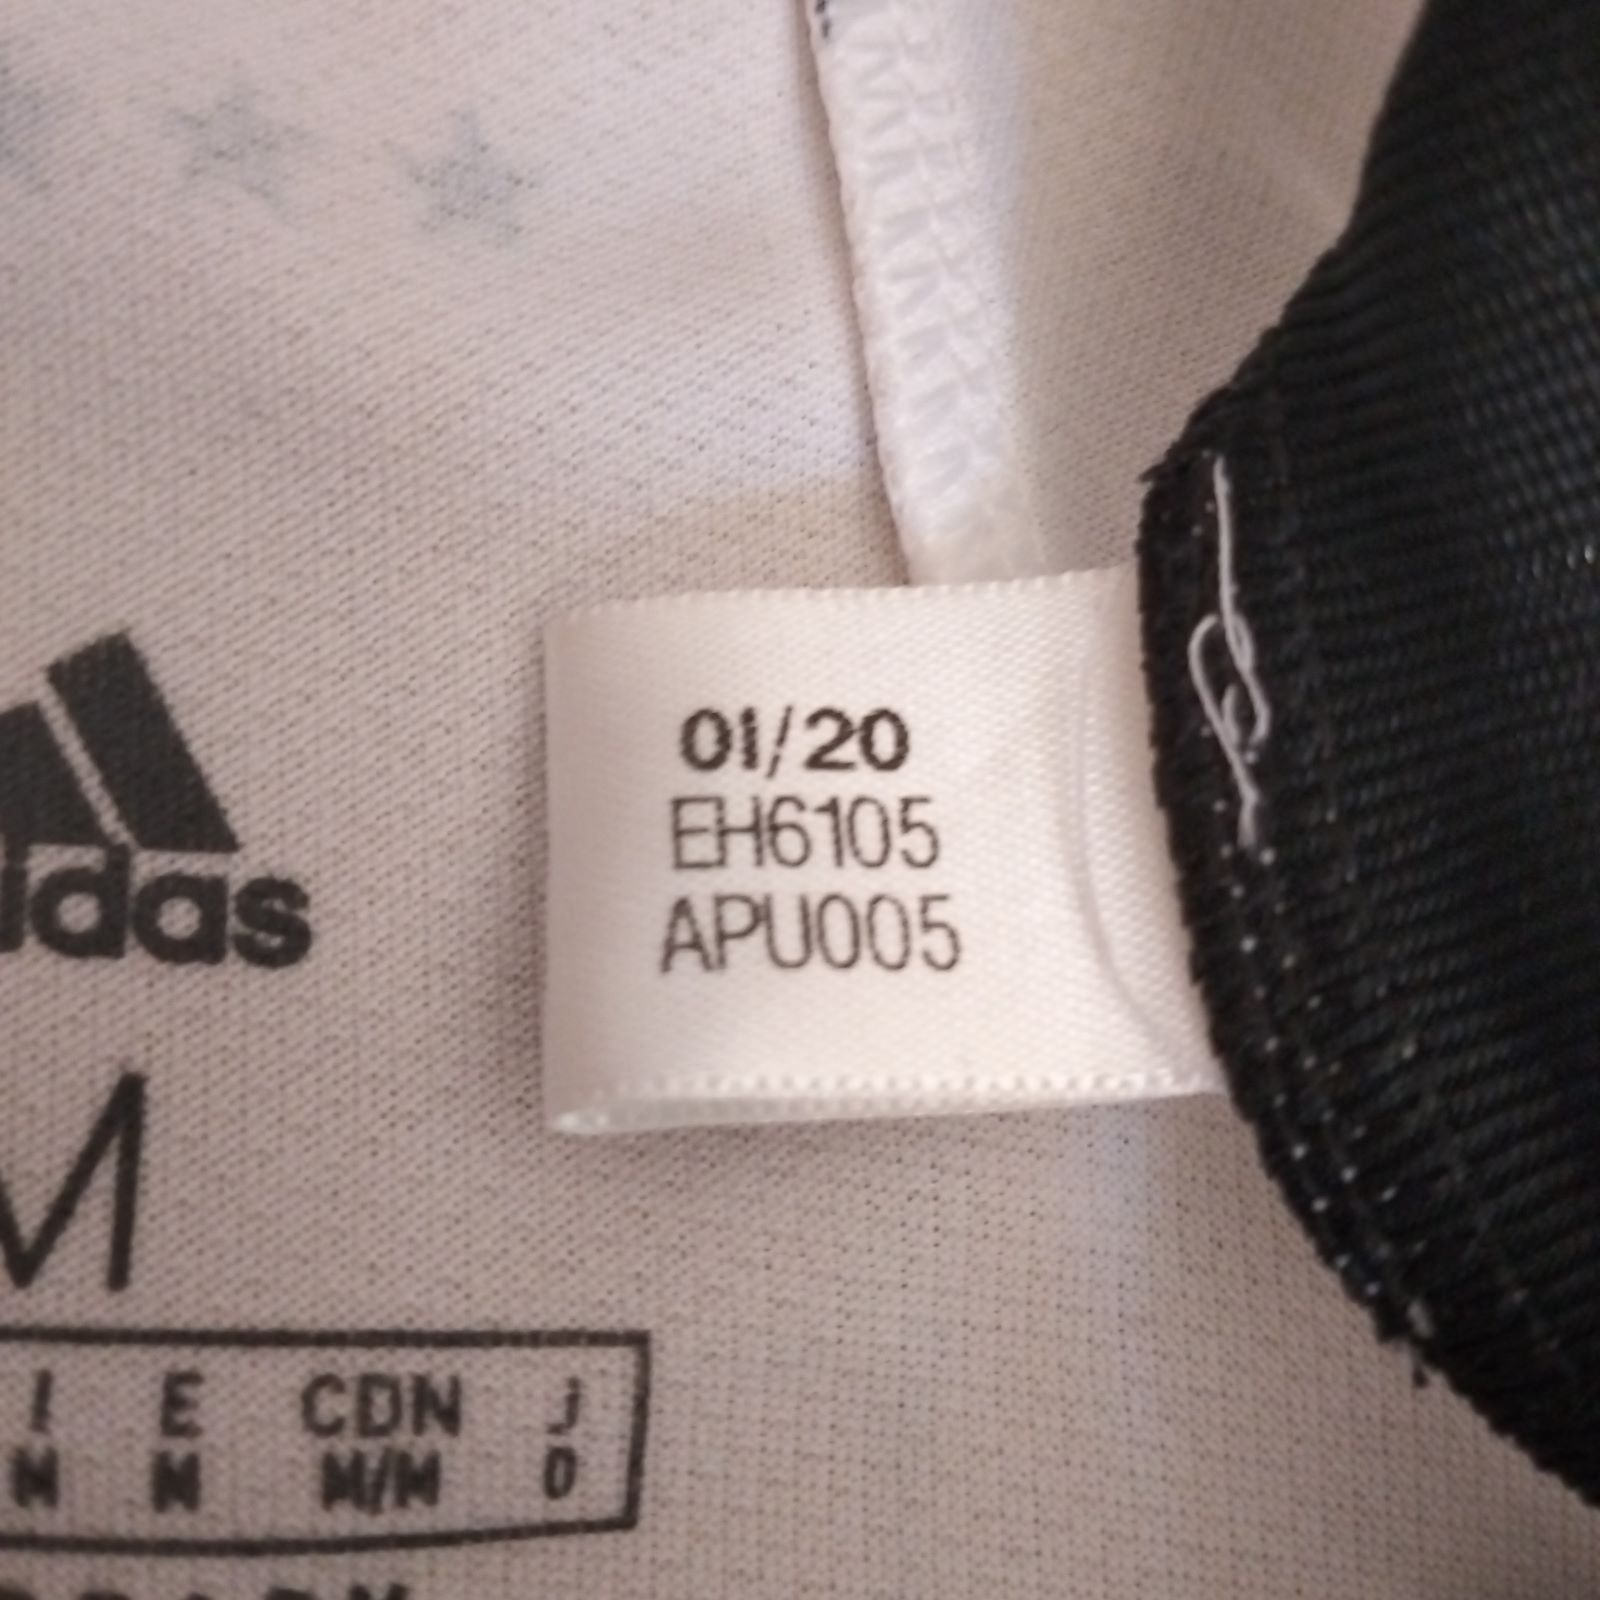 01/20
EH6105
APU005
idas
M
I E CDN J
M M M/M O